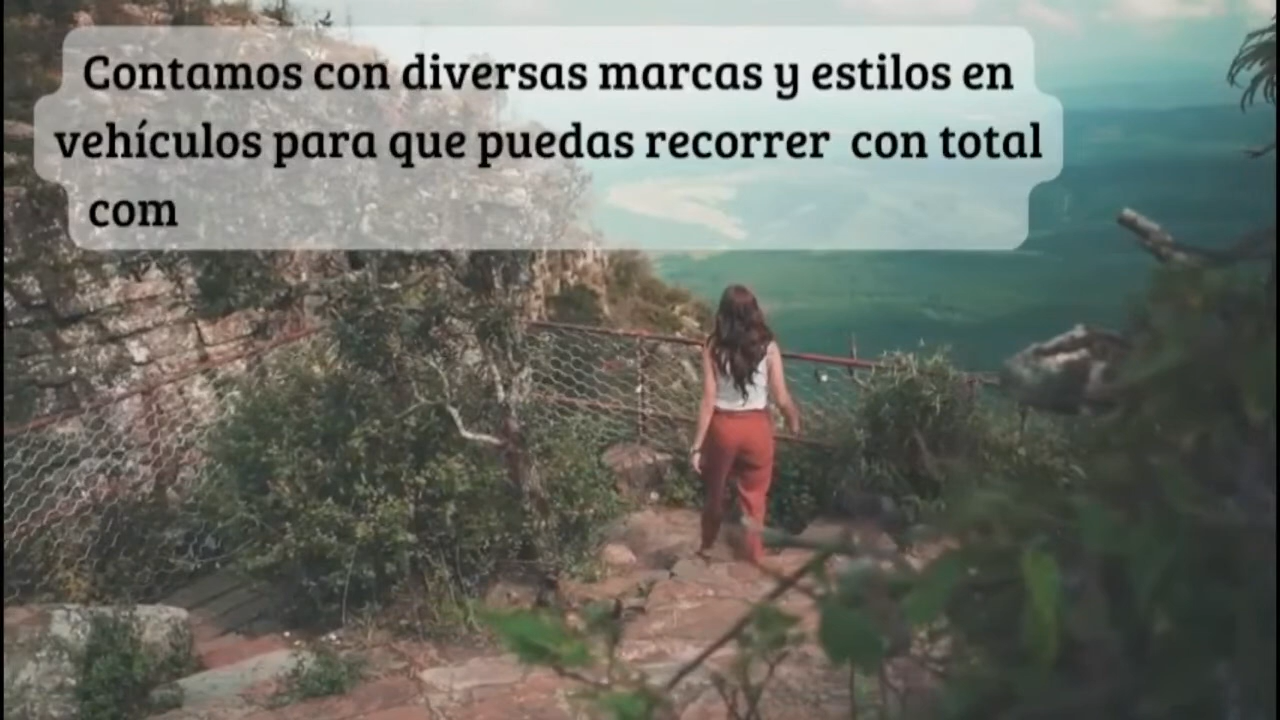 Contamos con diversas marcas y estilos en
vehículos para que puedas recorrer con total
com